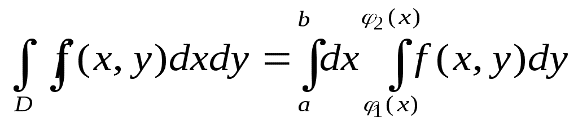 ∫∫_D f(x, y)dxdy = ∫_a^b dx ∫_{φ₁(x)}^{φ₂(x)} f(x, y)dy